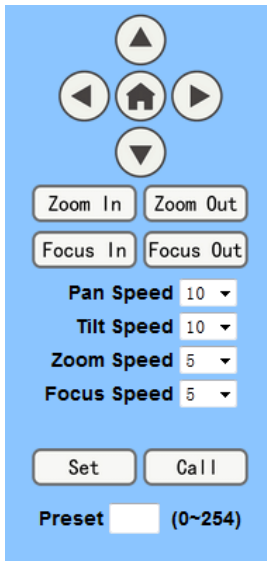 Zoom In Zoom Out
Focus In Focus Out
Pan Speed 10
Tilt Speed 10
Zoom Speed 5
Focus Speed 5
Set Call
Preset (0~254)